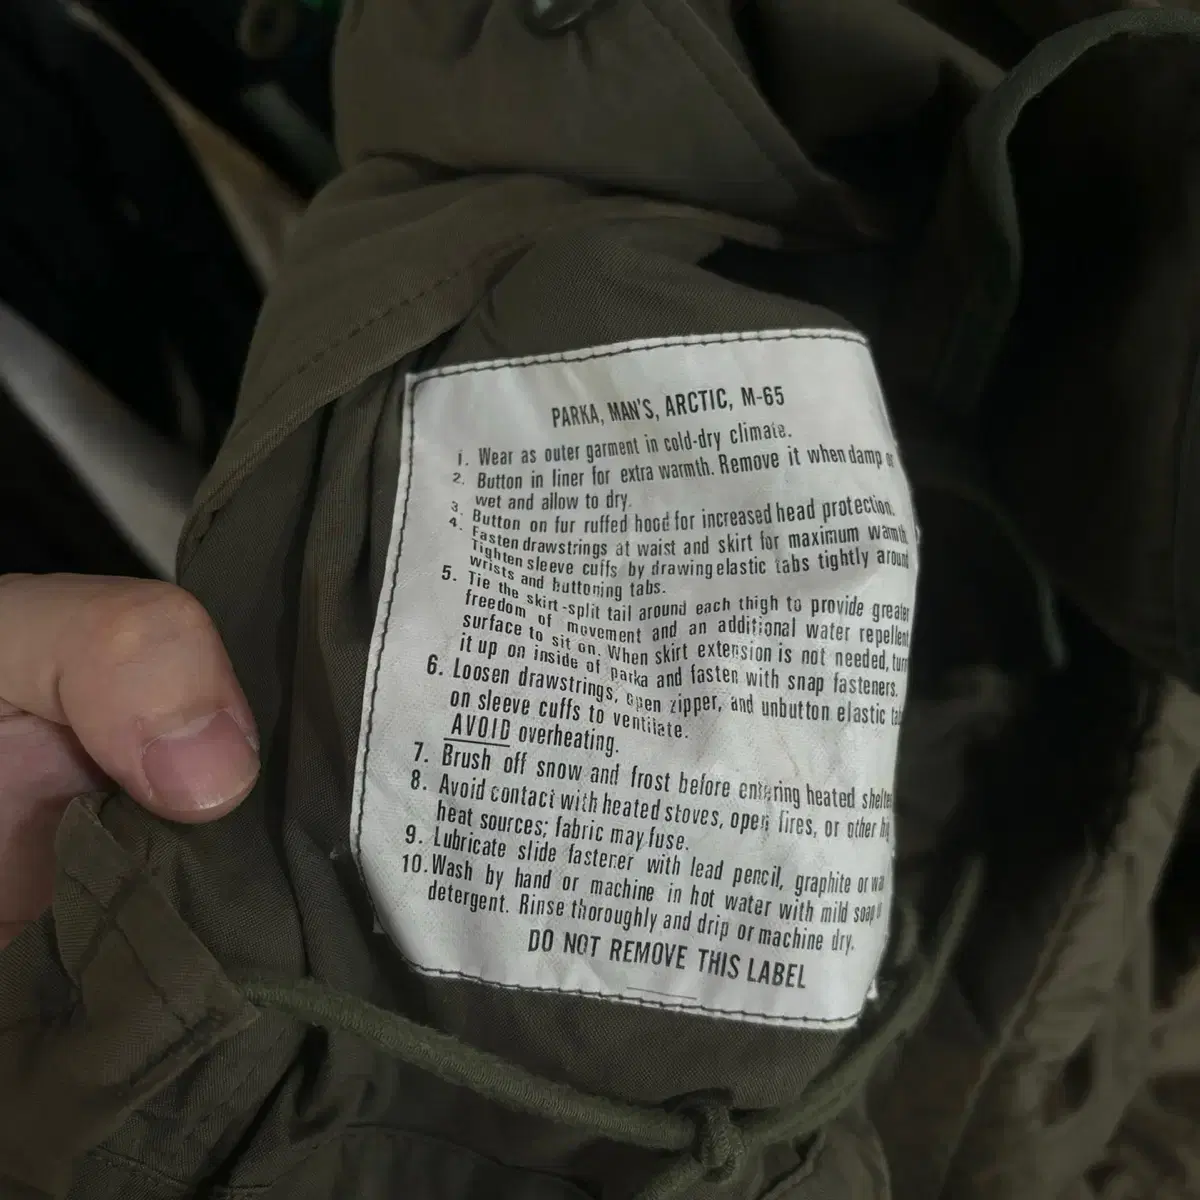 PARKA, MAN'S, ARCTIC, M-65
1. Wear as outer garment in cold-dry climate.
2. Button in liner for extra warmth. Remove it when damp or
wet and allow to dry.
3. Button on fur ruffed hood for increased head protection.
4. Fasten drawstrings at waist and skirt for maximum warmth.
Tighten sleeve cuffs by drawing elastic tabs tightly around
wrists and buttoning tabs.
5. Tie the skirt-split tail around each thigh to provide greater
freedom of movement and an additional water repellent
surface to sit on. When skirt extension is not needed, turn
it up on inside of parka and fasten with snap fasteners.
6. Loosen drawstrings, open zipper, and unbutton elastic
on sleeve cuffs to ventilate.
AVOID overheating.
7. Brush off snow and frost before entering heated
8. Avoid contact with heated stoves, open fires, or other
heat sources; fabric may fuse.
9. Lubricate slide fastener with lead pencil, graphite or
10. Wash by hand or machine in hot water with mild soap
detergent. Rinse thoroughly and drip or machine dry.
DO NOT REMOVE THIS LABEL